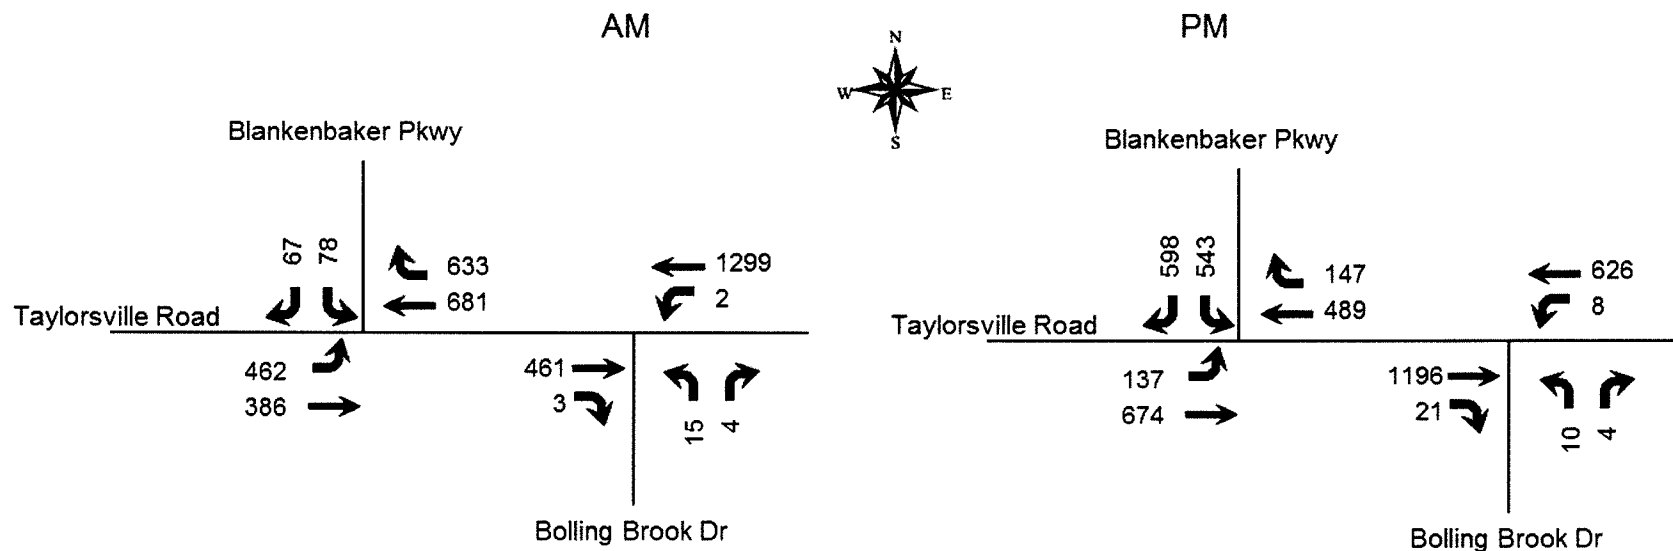 AM
PM
N
W E
S
Blankenbaker Pkwy
67
78
633
681
1299
2
Taylorsville Road
462
386
461
3
15
4
Bolling Brook Dr
Blankenbaker Pkwy
598
543
147
489
626
8
Taylorsville Road
137
674
1196
21
10
4
Bolling Brook Dr